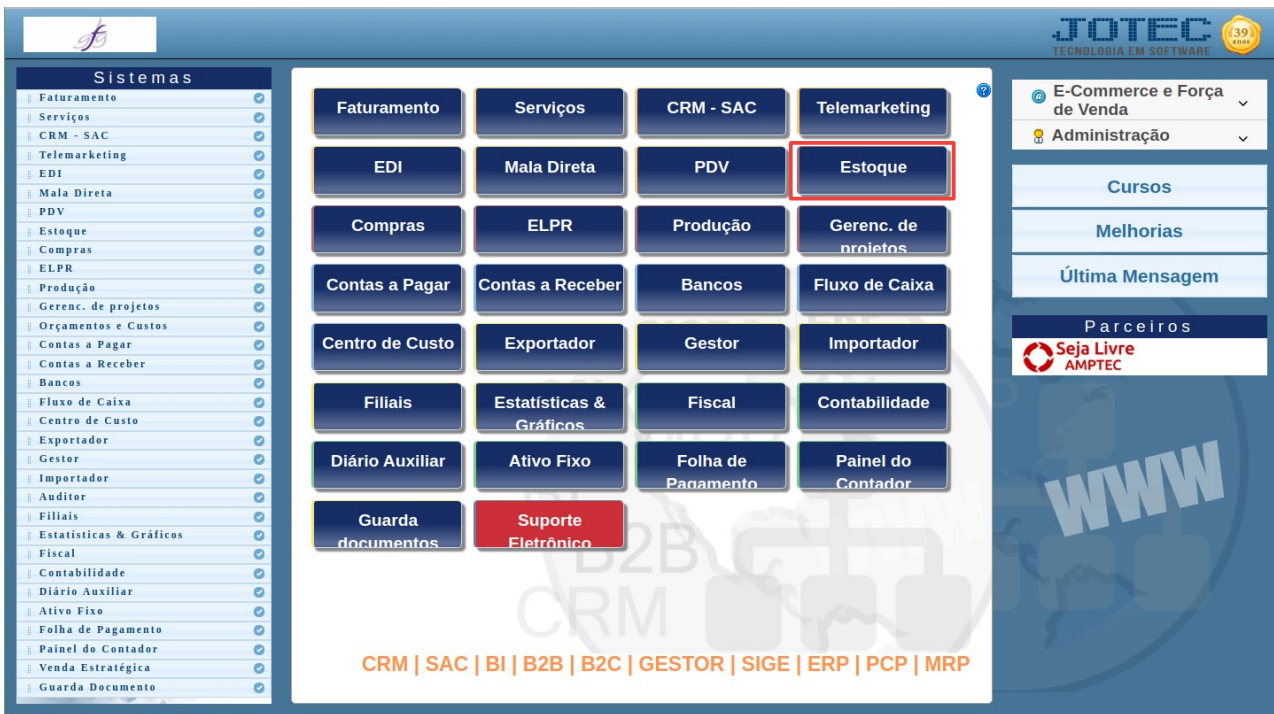 JOTEC
TECNOLOGIA EM SOFTWARE
39
anos
Sistemas
Faturamento
Serviços
CRM - SAC
Telemarketing
EDI
Mala Direta
PDV
Estoque
Compras
ELPR
Produção
Gerenc. de projetos
Orçamentos e Custos
Contas a Pagar
Contas a Receber
Bancos
Fluxo de Caixa
Centro de Custo
Exportador
Gestor
Importador
Auditor
Filiais
Estatísticas & Gráficos
Fiscal
Contabilidade
Diário Auxiliar
Ativo Fixo
Folha de Pagamento
Painel do Contador
Venda Estratégica
Guarda Documento
Faturamento
Serviços
CRM - SAC
Telemarketing
EDI
Mala Direta
PDV
Estoque
Compras
ELPR
Produção
Gerenc. de
projetos
Contas a Pagar
Contas a Receber
Bancos
Fluxo de Caixa
Centro de Custo
Exportador
Gestor
Importador
Filiais
Estatísticas &
Gráficos
Fiscal
Contabilidade
Diário Auxiliar
Ativo Fixo
Folha de
Pagamento
Painel do
Contador
Guarda
documentos
Suporte
Eletrônico
B2B
CRM
CRM | SAC | BI | B2B | B2C | GESTOR | SIGE | ERP | PCP | MRP
E-Commerce e Força
de Venda
Administração
Cursos
Melhorias
Última Mensagem
Parceiros
Seja Livre
AMPTEC
WWW